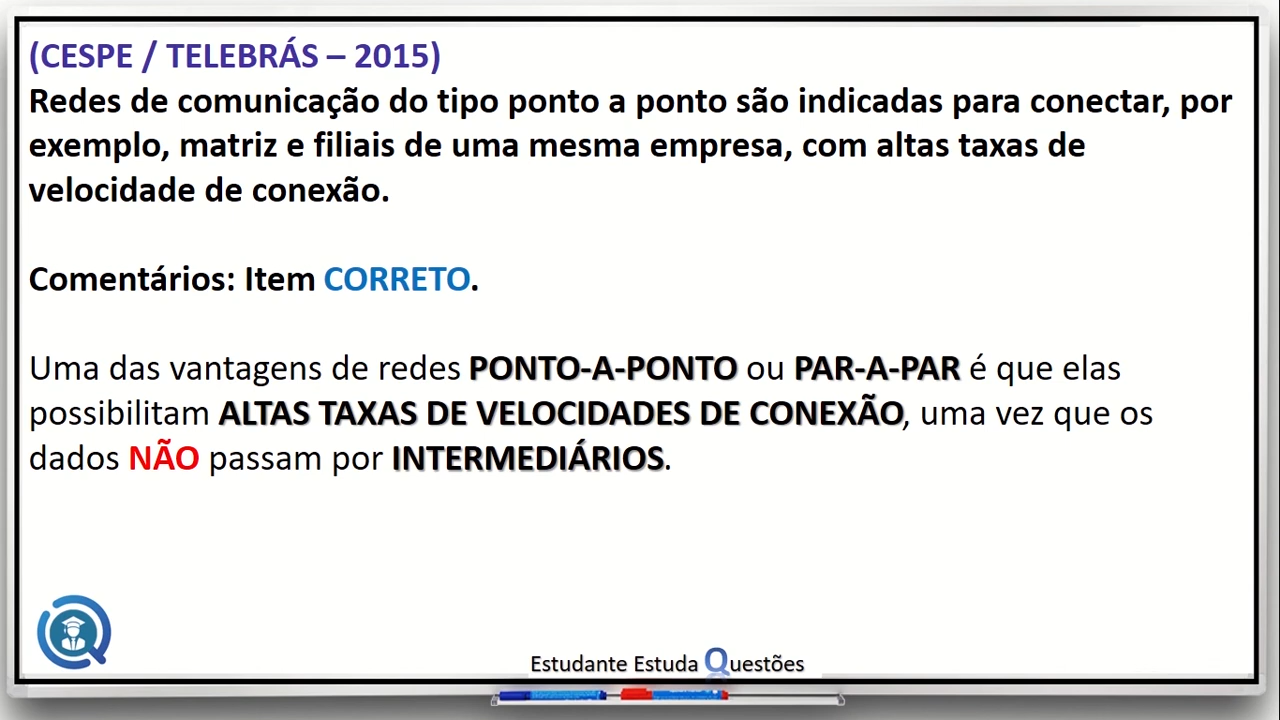 (CESPE / TELEBRÁS – 2015)
Redes de comunicação do tipo ponto a ponto são indicadas para conectar, por
exemplo, matriz e filiais de uma mesma empresa, com altas taxas de
velocidade de conexão.
Comentários: Item CORRETO.
Uma das vantagens de redes PONTO-A-PONTO ou PAR-A-PAR é que elas
possibilitam ALTAS TAXAS DE VELOCIDADES DE CONEXÃO, uma vez que os
dados NÃO passam por INTERMEDIÁRIOS.
Estudante Estuda Questões